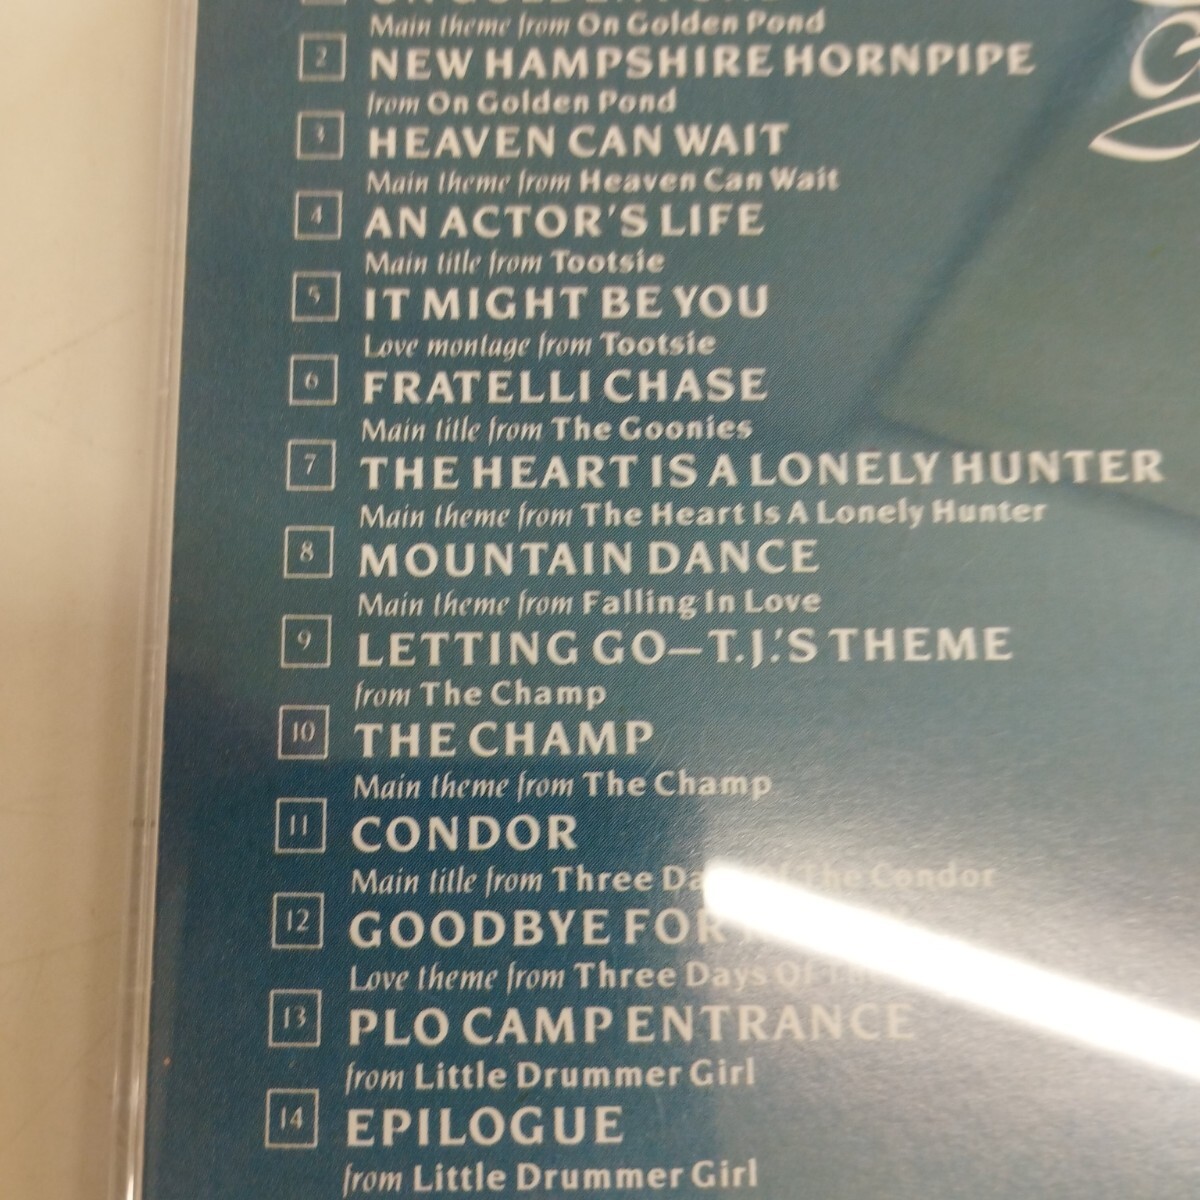 Main theme from On Golden Pond
2 NEW HAMPSHIRE HORNPIPE
from On Golden Pond
3 HEAVEN CAN WAIT
Main theme from Heaven Can Wait
4 AN ACTOR'S LIFE
Main title from Tootsie
5 IT MIGHT BE YOU
Love montage from Tootsie
6 FRATELLI CHASE
Main title from The Goonies
7 THE HEART IS A LONELY HUNTER
Main theme from The Heart Is A Lonely Hunter
8 MOUNTAIN DANCE
Main theme from Falling In Love
9 LETTING GO—T.J.'S THEME
from The Champ
10 THE CHAMP
Main theme from The Champ
11 CONDOR
Main title from Three Of The Condor
12 GOODBYE FOR
Love theme from Three Days Of
13 PLO CAMP ENTRANCE
from Little Drummer Girl
14 EPILOGUE
from Little Drummer Girl